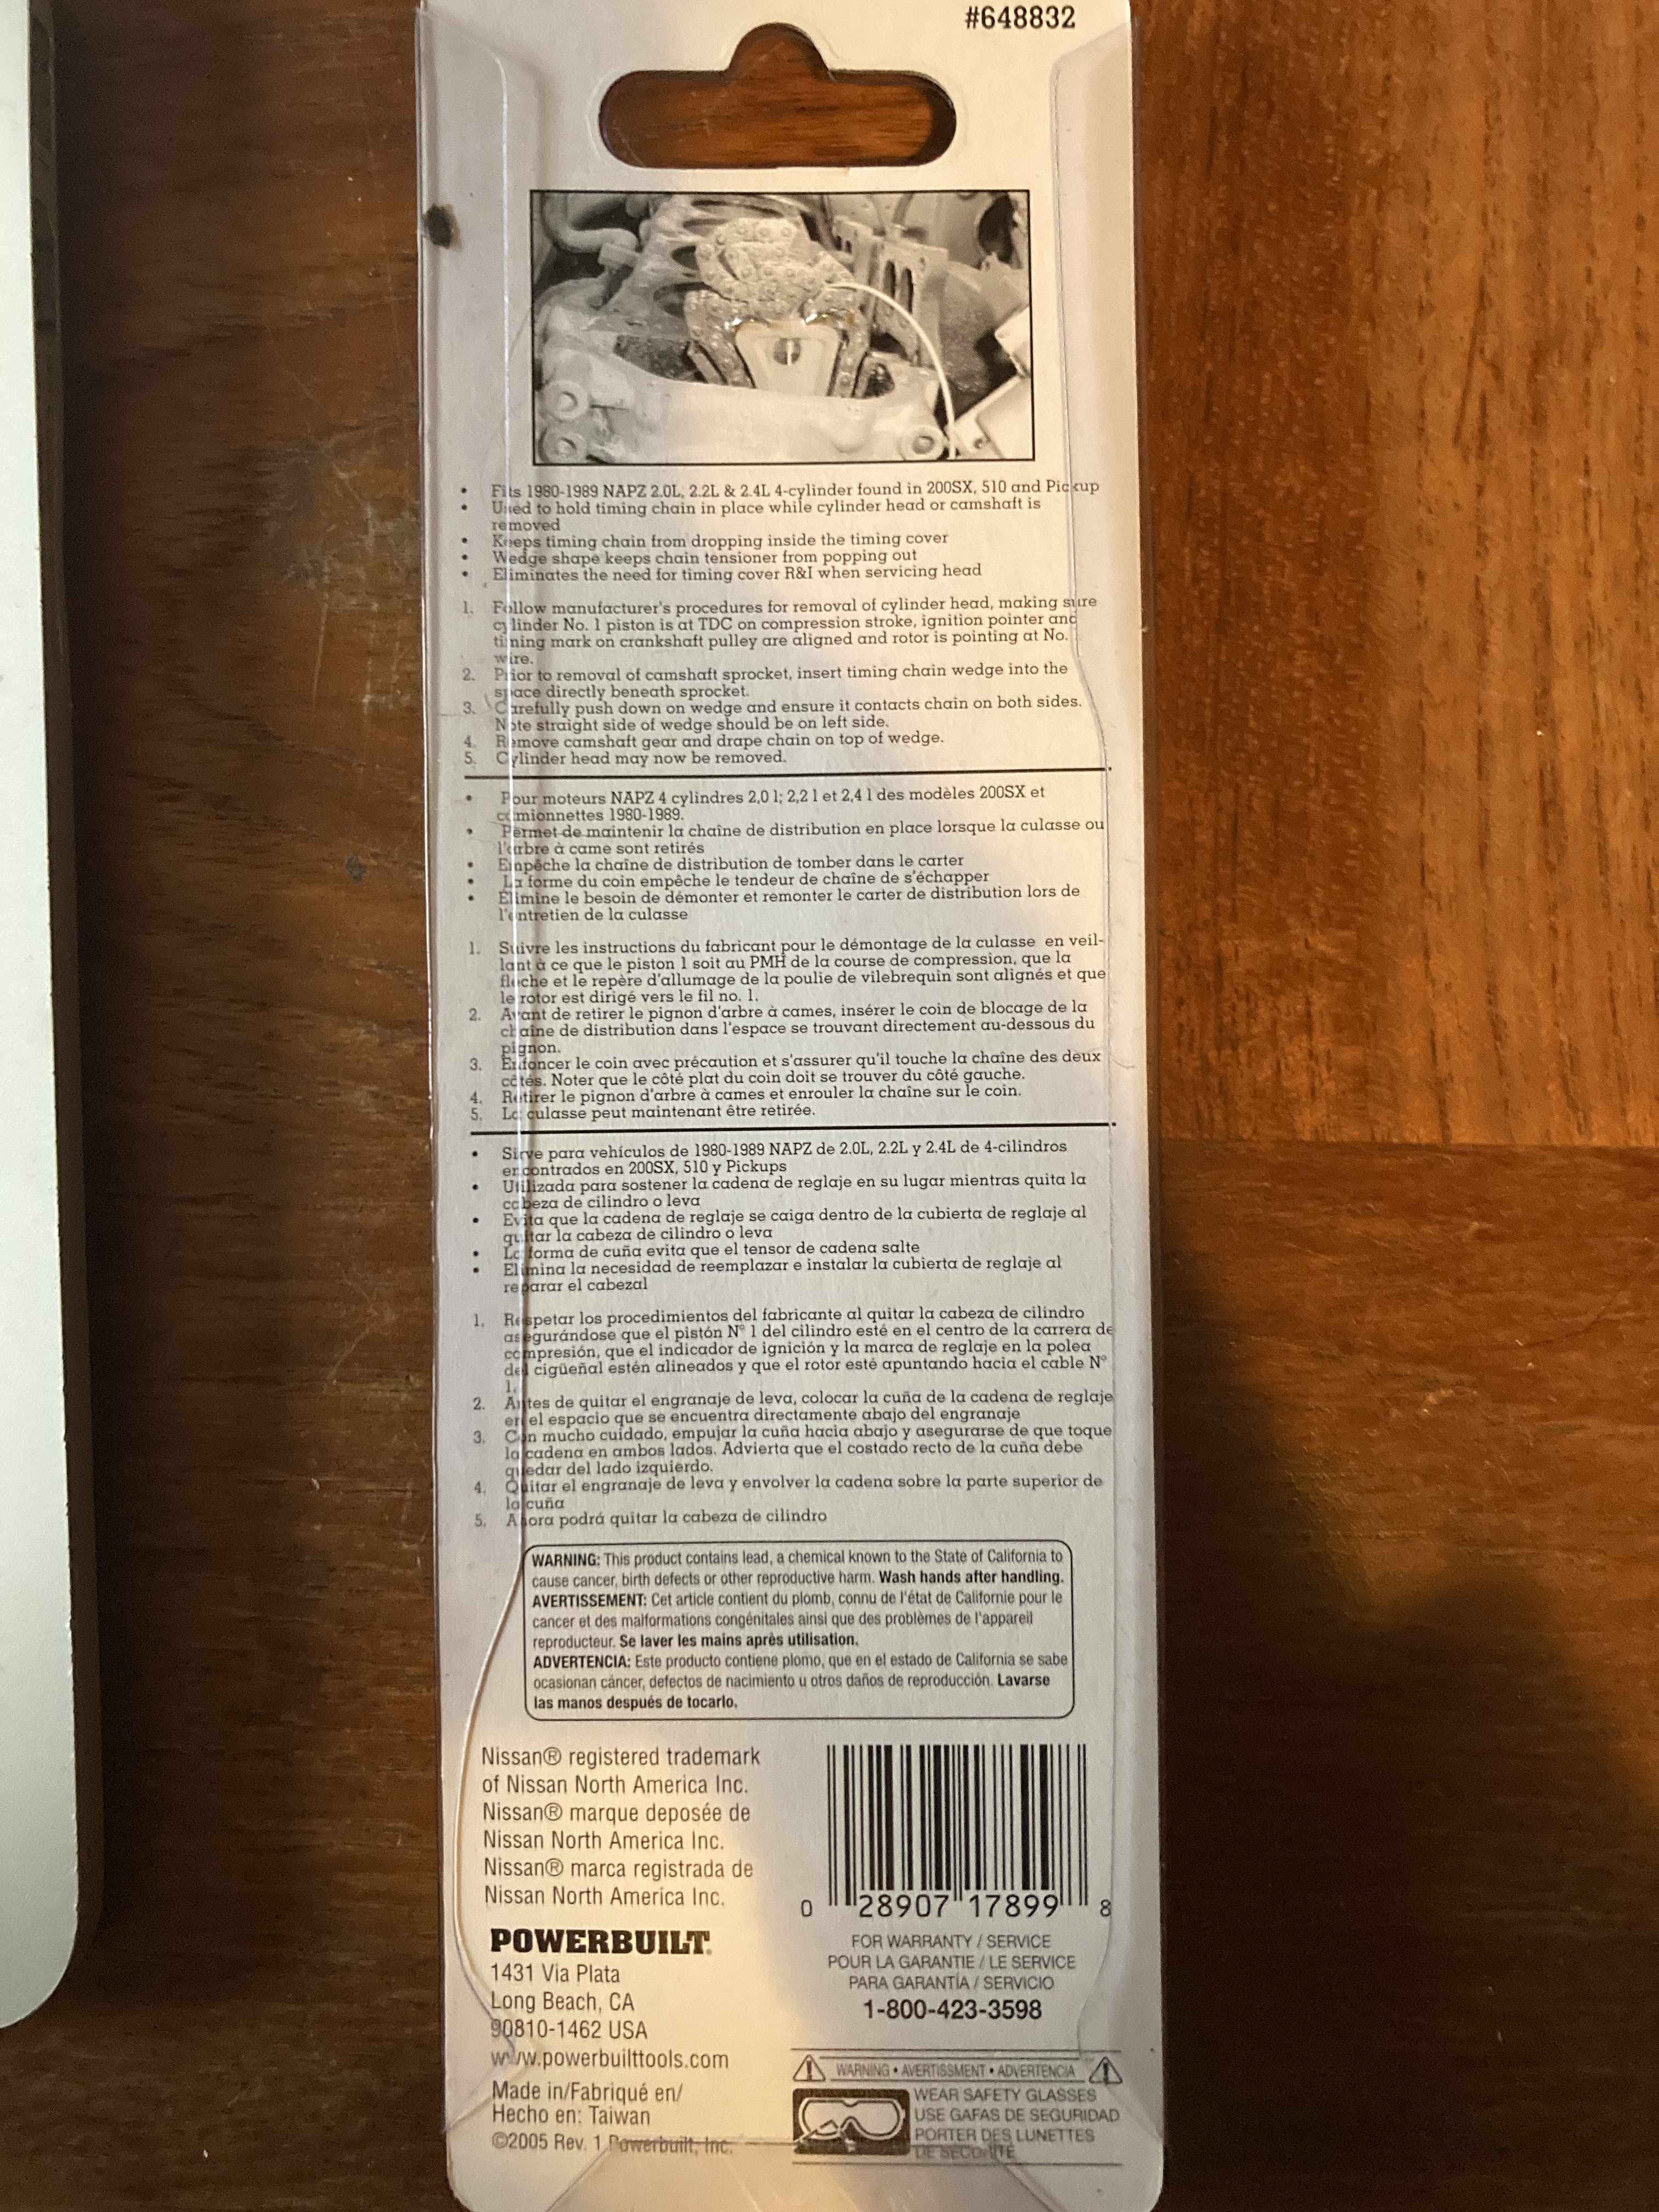 #648832
• Fits 1980-1989 NAPZ 2.0L, 2.2L & 2.4L 4-cylinder found in 200SX, 510 and Pickup
• Used to hold timing chain in place while cylinder head or camshaft is
removed
• Keeps timing chain from dropping inside the timing cover
• Wedge shape keeps chain tensioner from popping out
• Eliminates the need for timing cover R&I when servicing head
1. Follow manufacturer's procedures for removal of cylinder head, making sure
cylinder No. 1 piston is at TDC on compression stroke, ignition pointer and
timing mark on crankshaft pulley are aligned and rotor is pointing at No.
wire.
2. Prior to removal of camshaft sprocket, insert timing chain wedge into the
space directly beneath sprocket.
3. Carefully push down on wedge and ensure it contacts chain on both sides.
Note straight side of wedge should be on left side.
4. Remove camshaft gear and drape chain on top of wedge.
5. Cylinder head may now be removed.
• Pour moteurs NAPZ 4 cylindres 2,0 l; 2,2 l et 2,4 l des modèles 200SX et
camionnettes 1980-1989.
• Permet de maintenir la chaîne de distribution en place lorsque la culasse ou
l'arbre à came sont retirés
• Empêche la chaîne de distribution de tomber dans le carter
• La forme du coin empêche le tendeur de chaîne de s'échapper
• Élimine le besoin de démonter et remonter le carter de distribution lors de
l'entretien de la culasse
1. Suivre les instructions du fabricant pour le démontage de la culasse en veil-
lant à ce que le piston 1 soit au PMH de la course de compression, que la
flèche et le repère d'allumage de la poulie de vilebrequin sont alignés et que
le rotor est dirigé vers le fil no. 1.
2. Avant de retirer le pignon d'arbre à cames, insérer le coin de blocage de la
chaîne de distribution dans l'espace se trouvant directement au-dessous du
pignon.
3. Enfoncer le coin avec précaution et s'assurer qu'il touche la chaîne des deux
côtés. Noter que le côté plat du coin doit se trouver du côté gauche.
4. Retirer le pignon d'arbre à cames et enrouler la chaîne sur le coin.
5. La culasse peut maintenant être retirée.
• Sirve para vehículos de 1980-1989 NAPZ de 2.0L, 2.2L y 2.4L de 4-cilindros
encontrados en 200SX, 510 y Pickups
• Utilizada para sostener la cadena de reglaje en su lugar mientras quita la
cabeza de cilindro o leva
• Evita que la cadena de reglaje se caiga dentro de la cubierta de reglaje al
quitar la cabeza de cilindro o leva
• La forma de cuña evita que el tensor de cadena salte
• Elimina la necesidad de reemplazar e instalar la cubierta de reglaje al
reparar el cabezal
1. Respetar los procedimientos del fabricante al quitar la cabeza de cilindro
asegurándose que el pistón N° 1 del cilindro esté en el centro de la carrera de
compresión, que el indicador de ignición y la marca de reglaje en la polea
del cigüeñal estén alineados y que el rotor esté apuntando hacia el cable N°
1.
2. Antes de quitar el engranaje de leva, colocar la cuña de la cadena de reglaje
en el espacio que se encuentra directamente abajo del engranaje
3. Con mucho cuidado, empujar la cuña hacia abajo y asegurarse de que toque
la cadena en ambos lados. Advierta que el costado recto de la cuña debe
quedar del lado izquierdo.
4. Quitar el engranaje de leva y envolver la cadena sobre la parte superior de
la cuña
5. Ahora podrá quitar la cabeza de cilindro
WARNING: This product contains lead, a chemical known to the State of California to
cause cancer, birth defects or other reproductive harm. Wash hands after handling.
AVERTISSEMENT: Cet article contient du plomb, connu de l'état de Californie pour le
cancer et des malformations congénitales ainsi que des problèmes de l'appareil
reproducteur. Se laver les mains après utilisation.
ADVERTENCIA: Este producto contiene plomo, que en el estado de California se sabe
ocasionan cáncer, defectos de nacimiento u otros daños de reproducción. Lavarse
las manos después de tocarlo.
Nissan® registered trademark
of Nissan North America Inc.
Nissan® marque deposée de
Nissan North America Inc.
Nissan® marca registrada de
Nissan North America Inc.
POWERBUILT
1431 Via Plata
Long Beach, CA
90810-1462 USA
www.powerbuilttools.com
Made in/Fabriqué en/
Hecho en: Taiwan
©2005 Rev. 1 Powerbuilt, Inc.
0 28907 17899 8
FOR WARRANTY / SERVICE
POUR LA GARANTIE / LE SERVICE
PARA GARANTÍA / SERVICIO
1-800-423-3598
WARNING • AVERTISSMENT • ADVERTENCIA
WEAR SAFETY GLASSES
USE GAFAS DE SEGURIDAD
PORTER DES LUNETTES
DE SECURITÉ